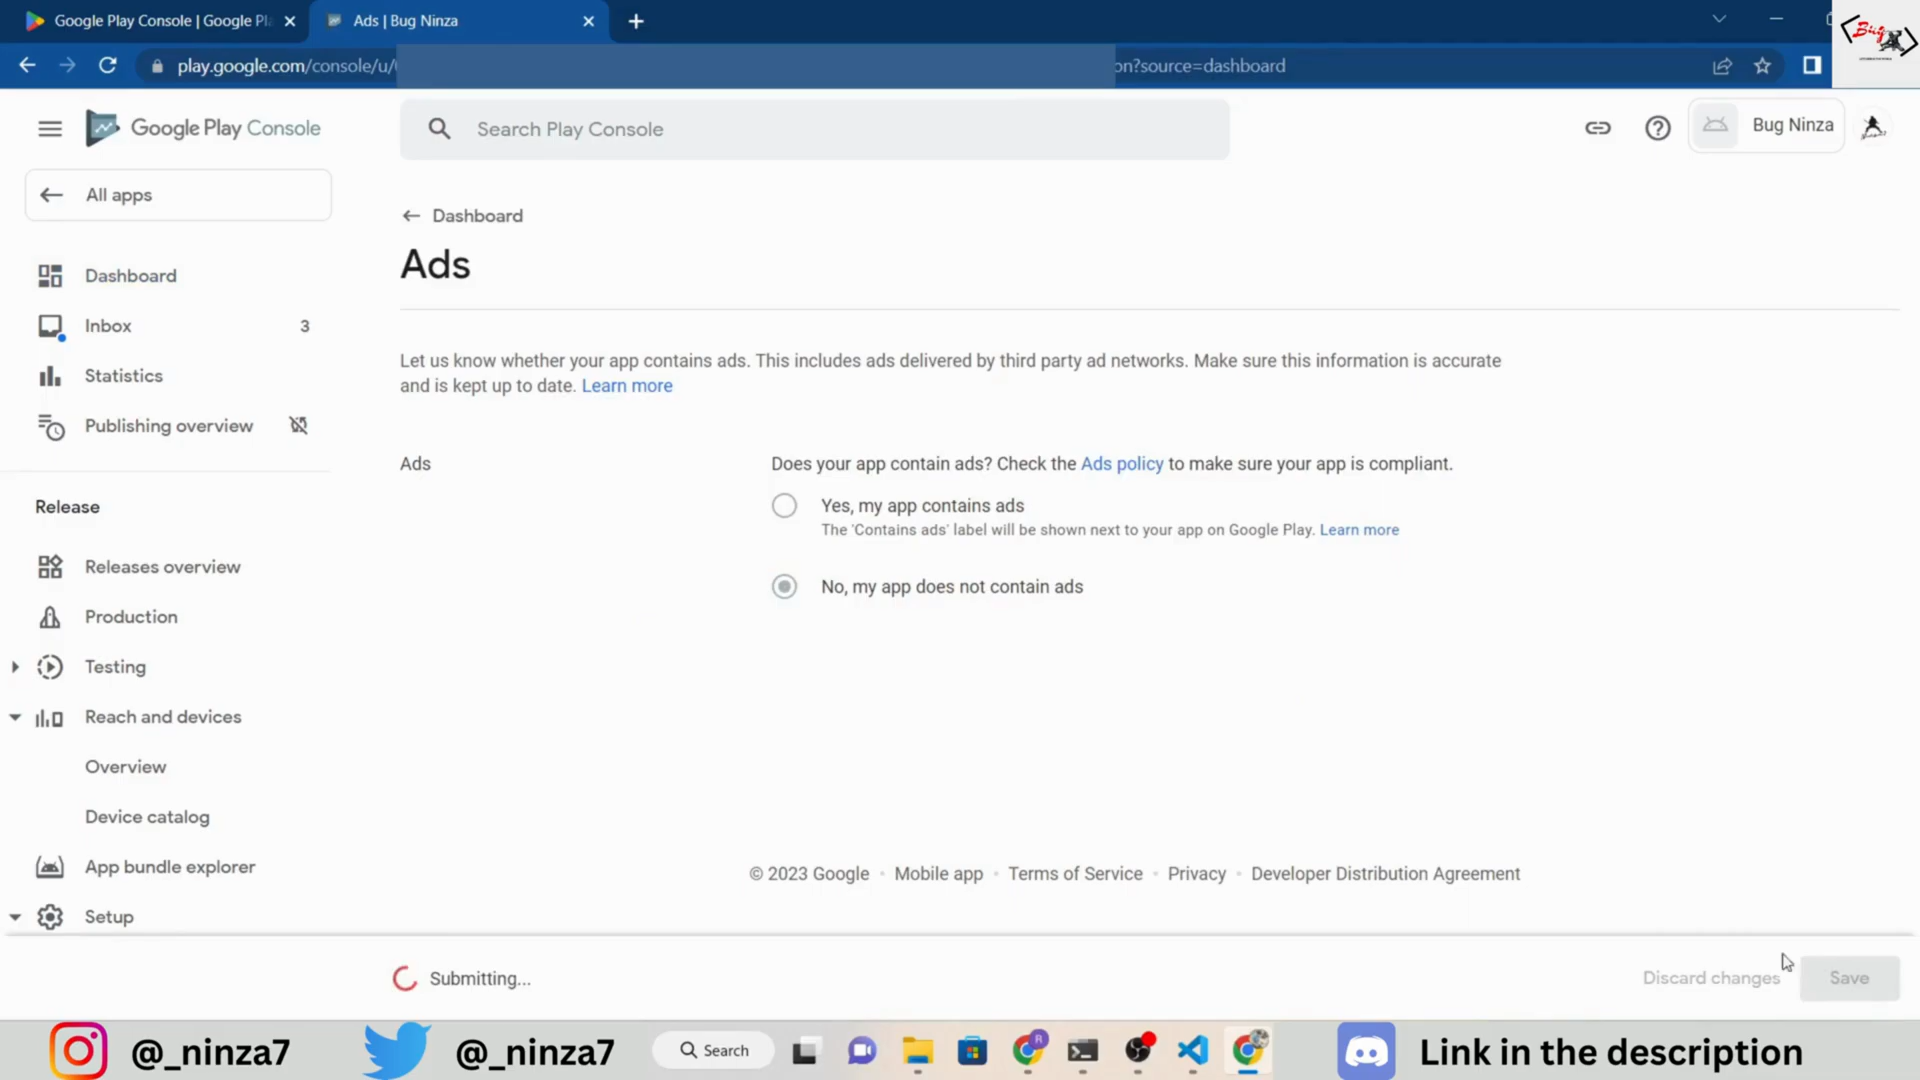 Google Play Console | Google Pl
Ads | Bug Ninza
play.google.com/console/u/
on?source=dashboard
Bug
Google Play Console
Search Play Console
Bug Ninza
All apps
Dashboard
Inbox 3
Statistics
Publishing overview
Release
Releases overview
Production
Testing
Reach and devices
Overview
Device catalog
App bundle explorer
Setup
Dashboard
Ads
Let us know whether your app contains ads. This includes ads delivered by third party ad networks. Make sure this information is accurate
and is kept up to date. Learn more
Ads
Does your app contain ads? Check the Ads policy to make sure your app is compliant.
Yes, my app contains ads
The 'Contains ads' label will be shown next to your app on Google Play. Learn more
No, my app does not contain ads
© 2023 Google • Mobile app • Terms of Service • Privacy • Developer Distribution Agreement
Submitting...
Discard changes
Save
@_ninza7
@_ninza7
Search
R
Link in the description